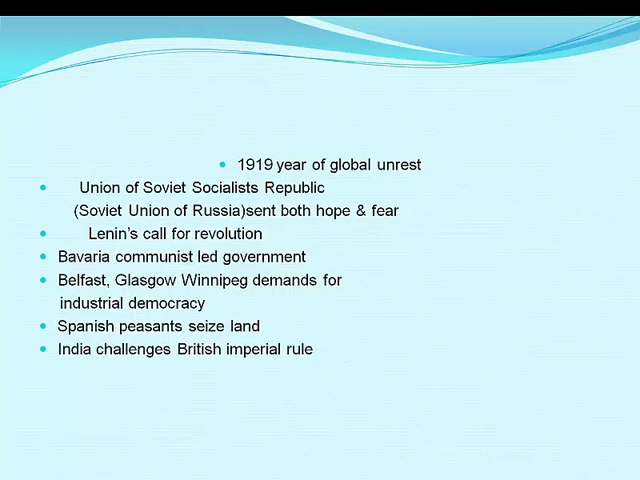 • 1919 year of global unrest
• Union of Soviet Socialists Republic
(Soviet Union of Russia)sent both hope & fear
• Lenin's call for revolution
• Bavaria communist led government
• Belfast, Glasgow Winnipeg demands for
industrial democracy
• Spanish peasants seize land
• India challenges British imperial rule